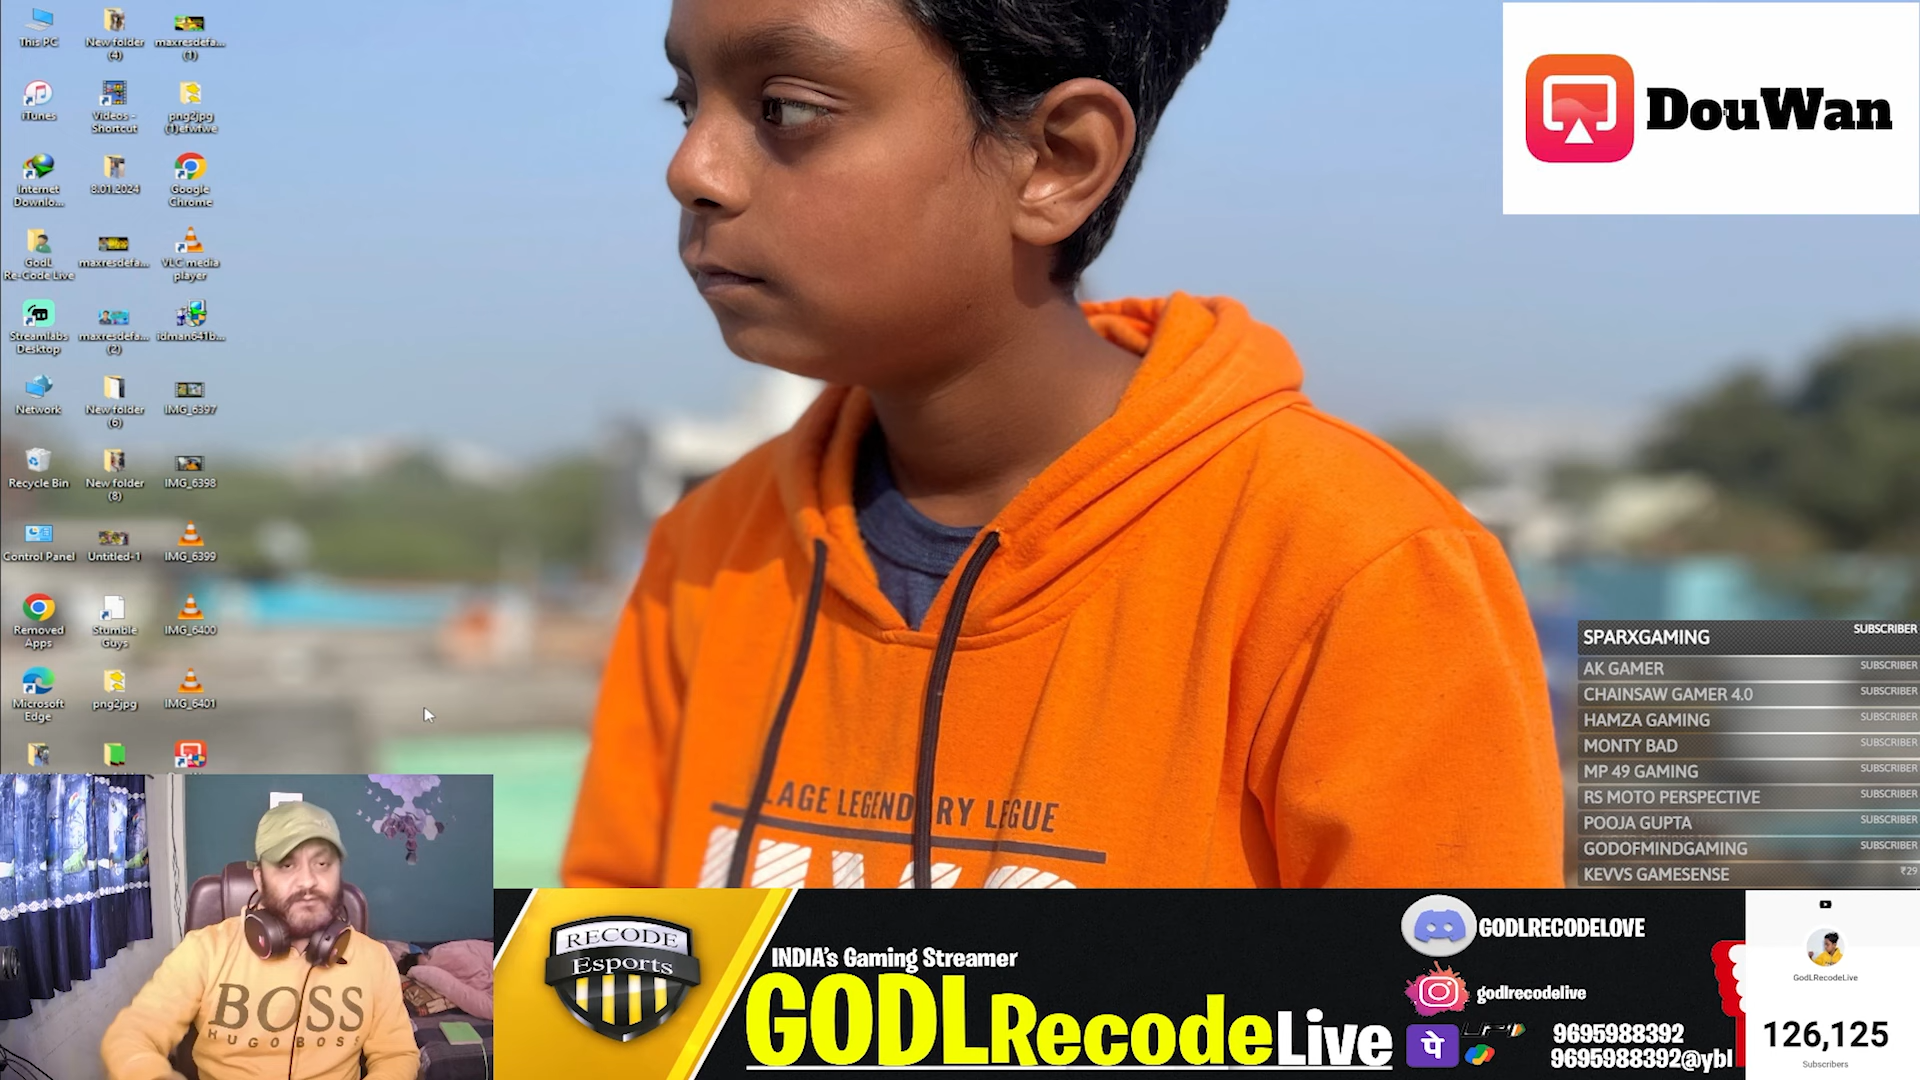 This PC
New folder
(4)
maxresdefa...
(1)
iTunes
Videos -
Shortcut
png2jpg
(1)efwfwe
Internet
Downlo...
8.01.2024
Google
Chrome
GodL
Re-Code Live
maxresdefa...
VLC media
player
Streamlabs
Desktop
maxresdefa...
(2)
idman641b...
Network
New folder
(6)
IMG_6397
Recycle Bin
New folder
(8)
IMG_6398
Control Panel
Untitled-1
IMG_6399
Removed
Apps
Stumble
Guys
IMG_6400
Microsoft
Edge
png2jpg
IMG_6401
DouWan
LAGE LEGEND RY LEGUE
SPARXGAMING SUBSCRIBER
AK GAMER SUBSCRIBER
CHAINSAW GAMER 4.0 SUBSCRIBER
HAMZA GAMING SUBSCRIBER
MONTY BAD SUBSCRIBER
MP 49 GAMING SUBSCRIBER
RS MOTO PERSPECTIVE SUBSCRIBER
POOJA GUPTA SUBSCRIBER
GODOFMINDGAMING SUBSCRIBER
KEVVS GAMESENSE ₹29
BOSS
HUGO BOSS
RECODE
Esports
INDIA's Gaming Streamer
GODLRecodeLive
GODLRECODELOVE
godlrecodelive
पे
UPI
9695988392
9695988392@ybl
GodLRecodeLive
126,125
Subscribers